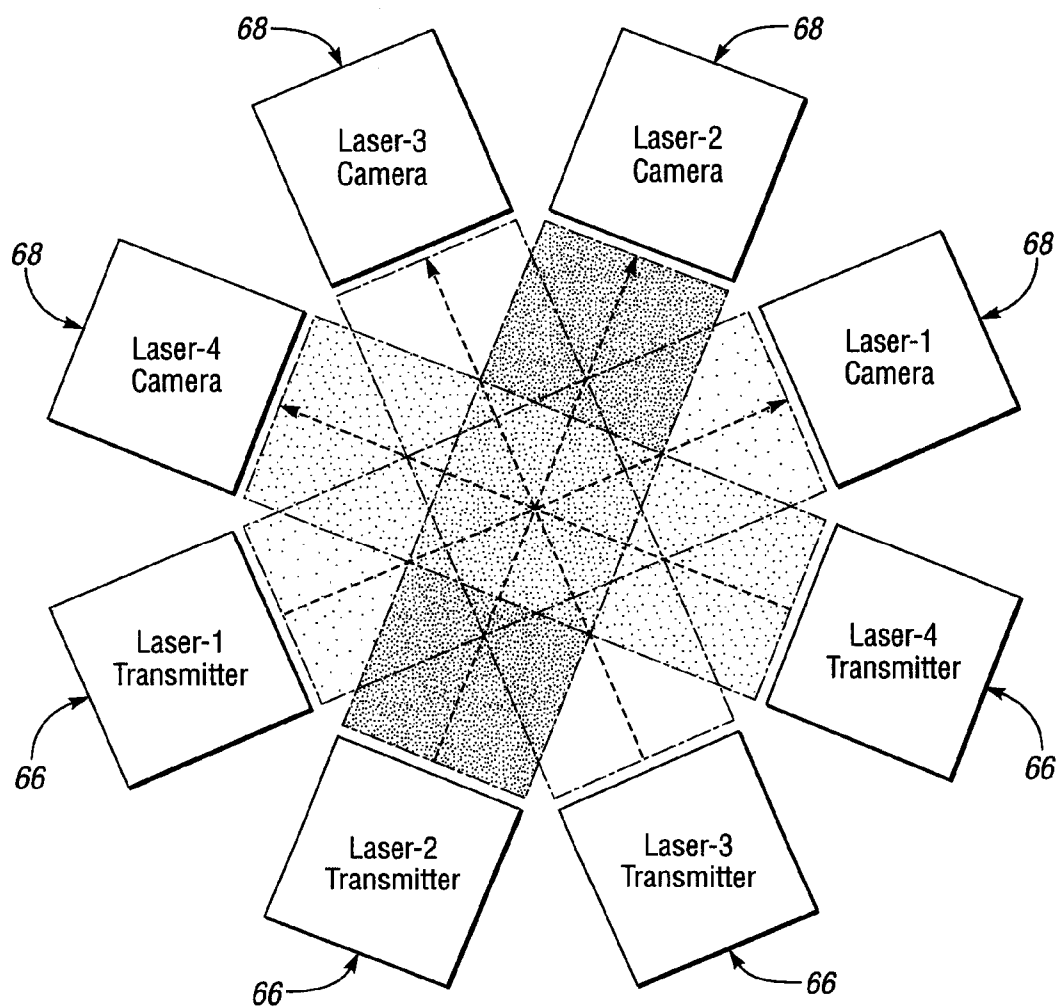 68
68
Laser-3
Camera
Laser-2
Camera
68
68
Laser-4
Camera
Laser-1
Camera
Laser-1
Transmitter
Laser-4
Transmitter
66
66
Laser-2
Transmitter
Laser-3
Transmitter
66
66